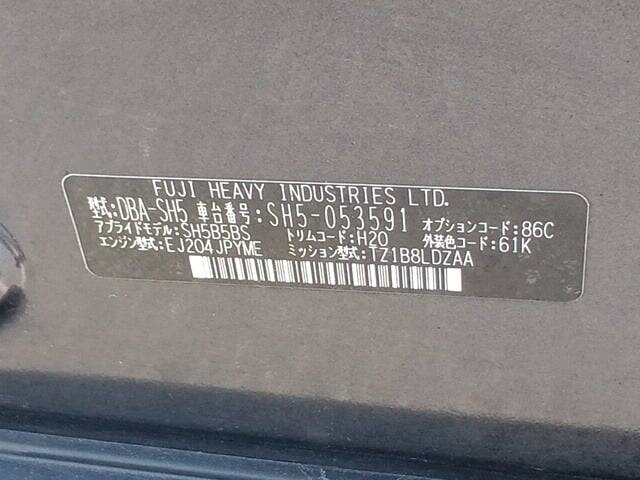 FUJI HEAVY INDUSTRIES LTD.
型式:DBA-SH5 車台番号:SH5-053591 オプションコード:86C
アプライドモデル:SH5B5BS トリムコード:H20 外装色コード:61K
エンジン型式:EJ204JPYME ミッション型式:TZ1B8LDZAA